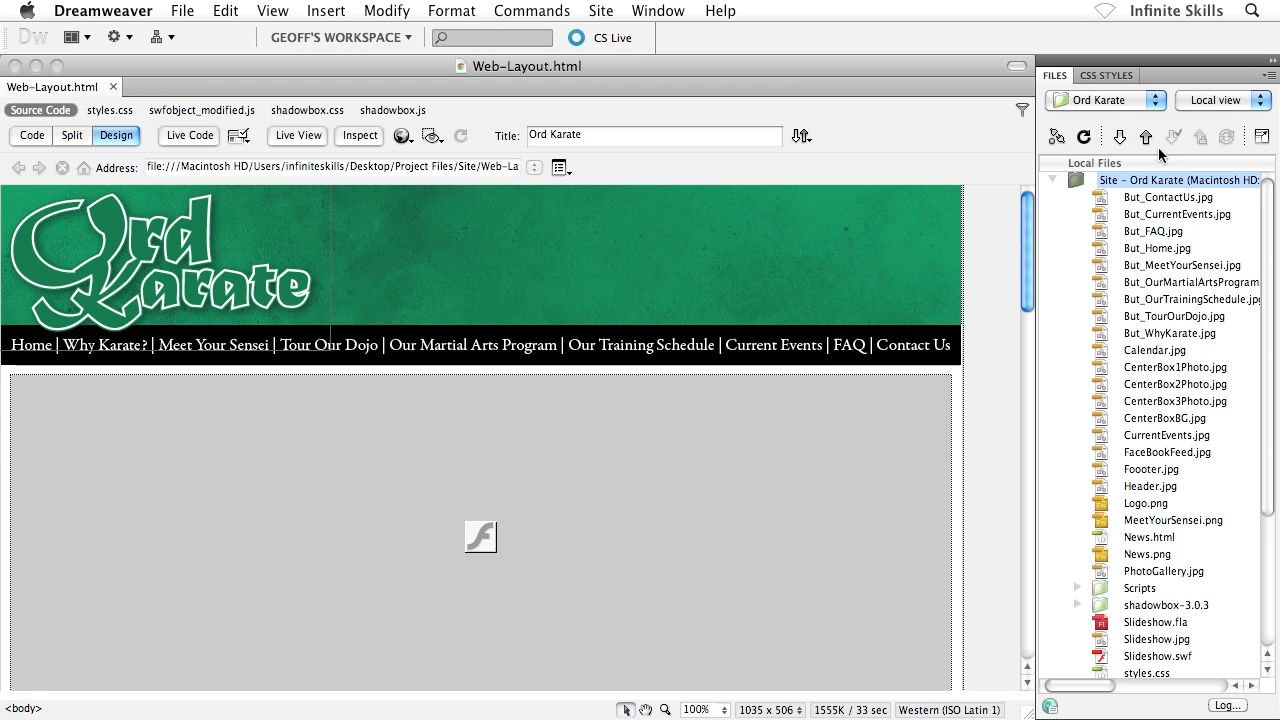 Dreamweaver File Edit View Insert Modify Format Commands Site Window Help Infinite Skills
Dw GEOFF'S WORKSPACE CS Live
Web-Layout.html
Web-Layout.html
Source Code styles.css swfobject_modified.js shadowbox.css shadowbox.js
Code Split Design Live Code Live View Inspect Title: Ord Karate
Address: file:///Macintosh HD/Users/infiniteskills/Desktop/Project Files/Site/Web-La
Ord
Karate
Home | Why Karate? | Meet Your Sensei | Tour Our Dojo | Our Martial Arts Program | Our Training Schedule | Current Events | FAQ | Contact Us
<body>
100% 1035 x 506 1555K / 33 sec Western (ISO Latin 1)
FILES CSS STYLES
Ord Karate Local view
Local Files
Site - Ord Karate (Macintosh HD:
But_ContactUs.jpg
But_CurrentEvents.jpg
But_FAQ.jpg
But_Home.jpg
But_MeetYourSensei.jpg
But_OurMartialArtsProgram
But_OurTrainingSchedule.jpg
But_TourOurDojo.jpg
But_WhyKarate.jpg
Calendar.jpg
CenterBox1Photo.jpg
CenterBox2Photo.jpg
CenterBox3Photo.jpg
CenterBoxBG.jpg
CurrentEvents.jpg
FaceBookFeed.jpg
Foooter.jpg
Header.jpg
Logo.png
MeetYourSensei.png
News.html
News.png
PhotoGallery.jpg
Scripts
shadowbox-3.0.3
Slideshow.fla
Slideshow.jpg
Slideshow.swf
styles.css
Log...